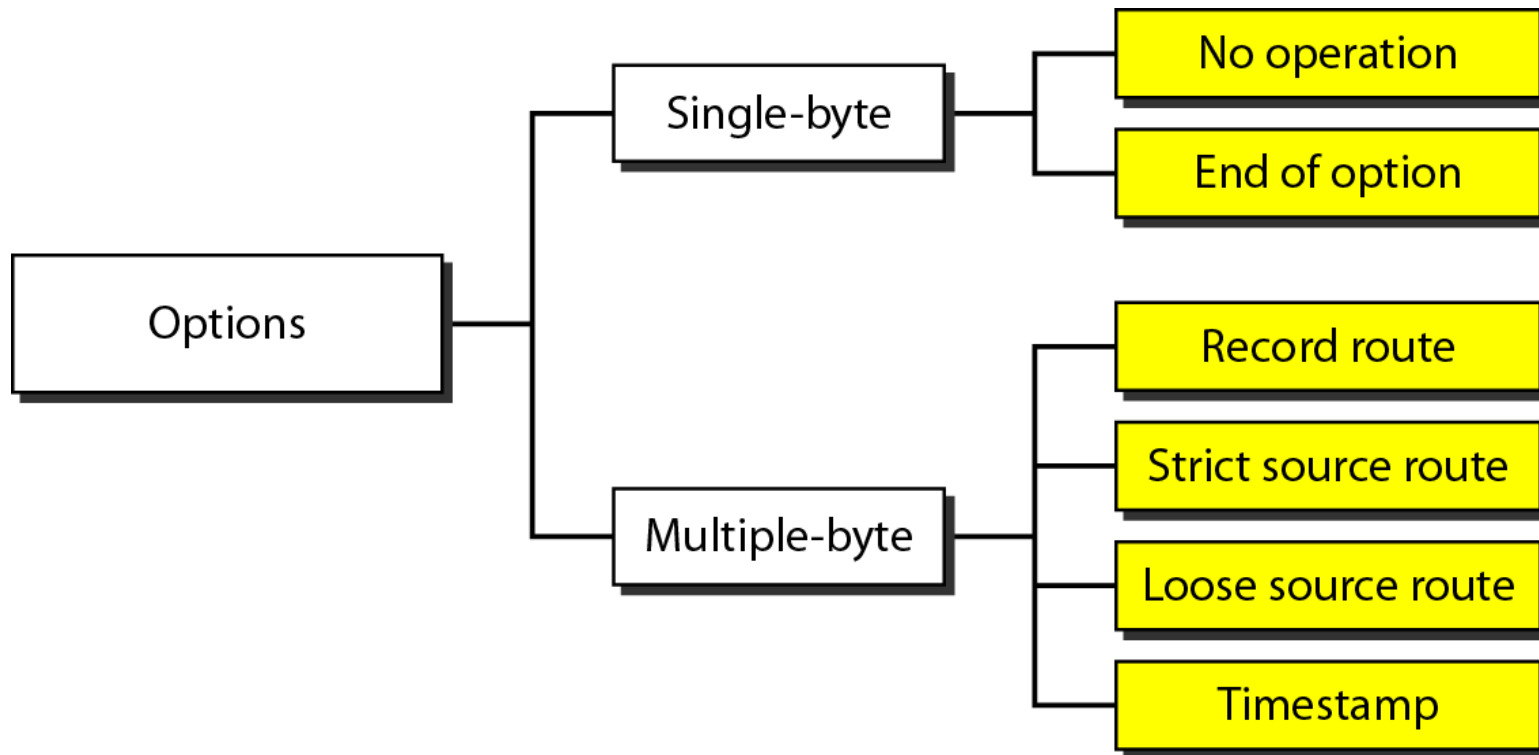 Options
Single-byte
No operation
End of option
Multiple-byte
Record route
Strict source route
Loose source route
Timestamp